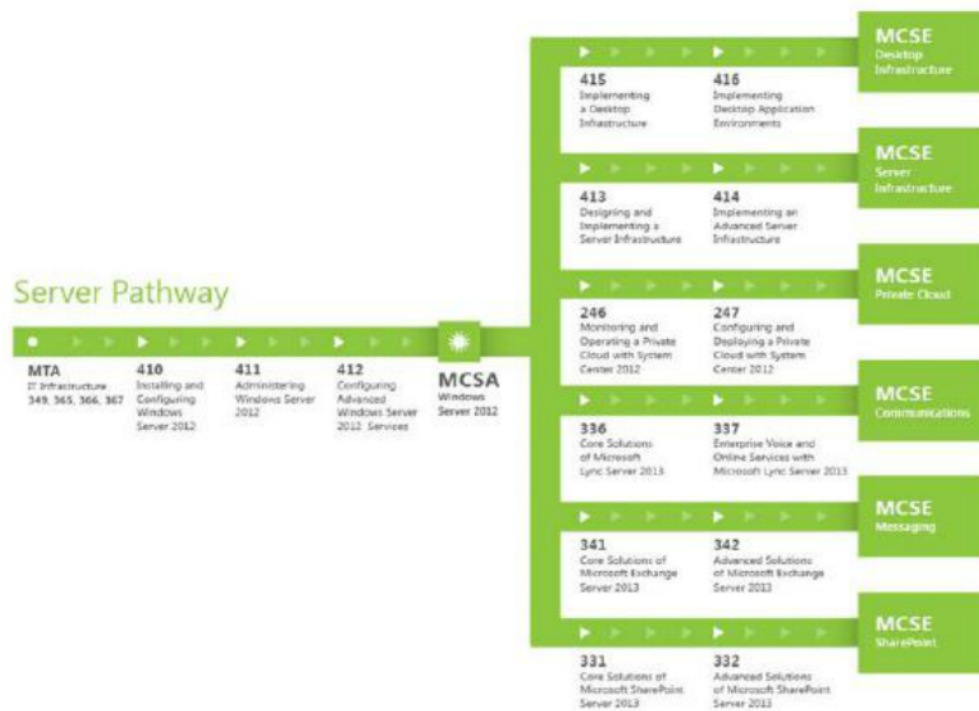 Server Pathway
MTA
IT Infrastructure
349, 365, 366, 367
410
Installing and
Configuring
Windows
Server 2012
411
Administering
Windows Server
2012
412
Configuring
Advanced
Windows Server
2012 Services
MCSA
Windows
Server 2012
415
Implementing
a Desktop
Infrastructure
416
Implementing
Desktop Application
Environments
MCSE
Desktop
Infrastructure
413
Designing and
Implementing a
Server Infrastructure
414
Implementing an
Advanced Server
Infrastructure
MCSE
Server
Infrastructure
246
Monitoring and
Operating a Private
Cloud with System
Center 2012
247
Configuring and
Deploying a Private
Cloud with System
Center 2012
MCSE
Private Cloud
336
Core Solutions
of Microsoft
Lync Server 2013
337
Enterprise Voice and
Online Services with
Microsoft Lync Server 2013
MCSE
Communications
341
Core Solutions of
Microsoft Exchange
Server 2013
342
Advanced Solutions
of Microsoft Exchange
Server 2013
MCSE
Messaging
331
Core Solutions of
Microsoft SharePoint
Server 2013
332
Advanced Solutions
of Microsoft SharePoint
Server 2013
MCSE
SharePoint